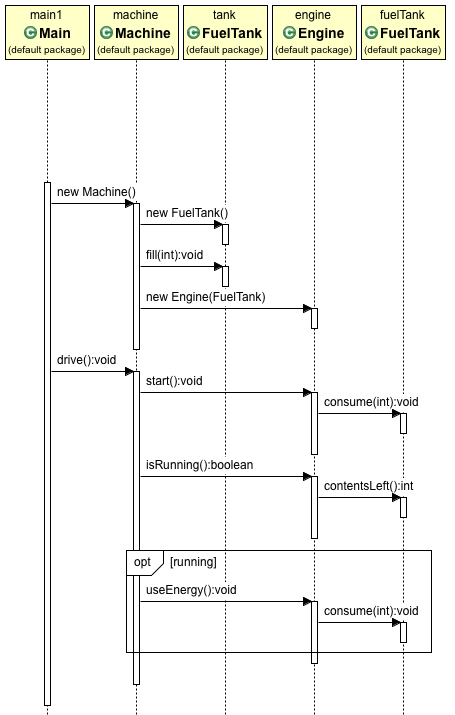 main1 machine tank engine fuelTank
C Main C Machine C FuelTank C Engine C FuelTank
(default package) (default package) (default package) (default package) (default package)
new Machine()
new FuelTank()
fill(int):void
new Engine(FuelTank)
drive():void
start():void
consume(int):void
isRunning():boolean
contentsLeft():int
opt [running]
useEnergy():void
consume(int):void